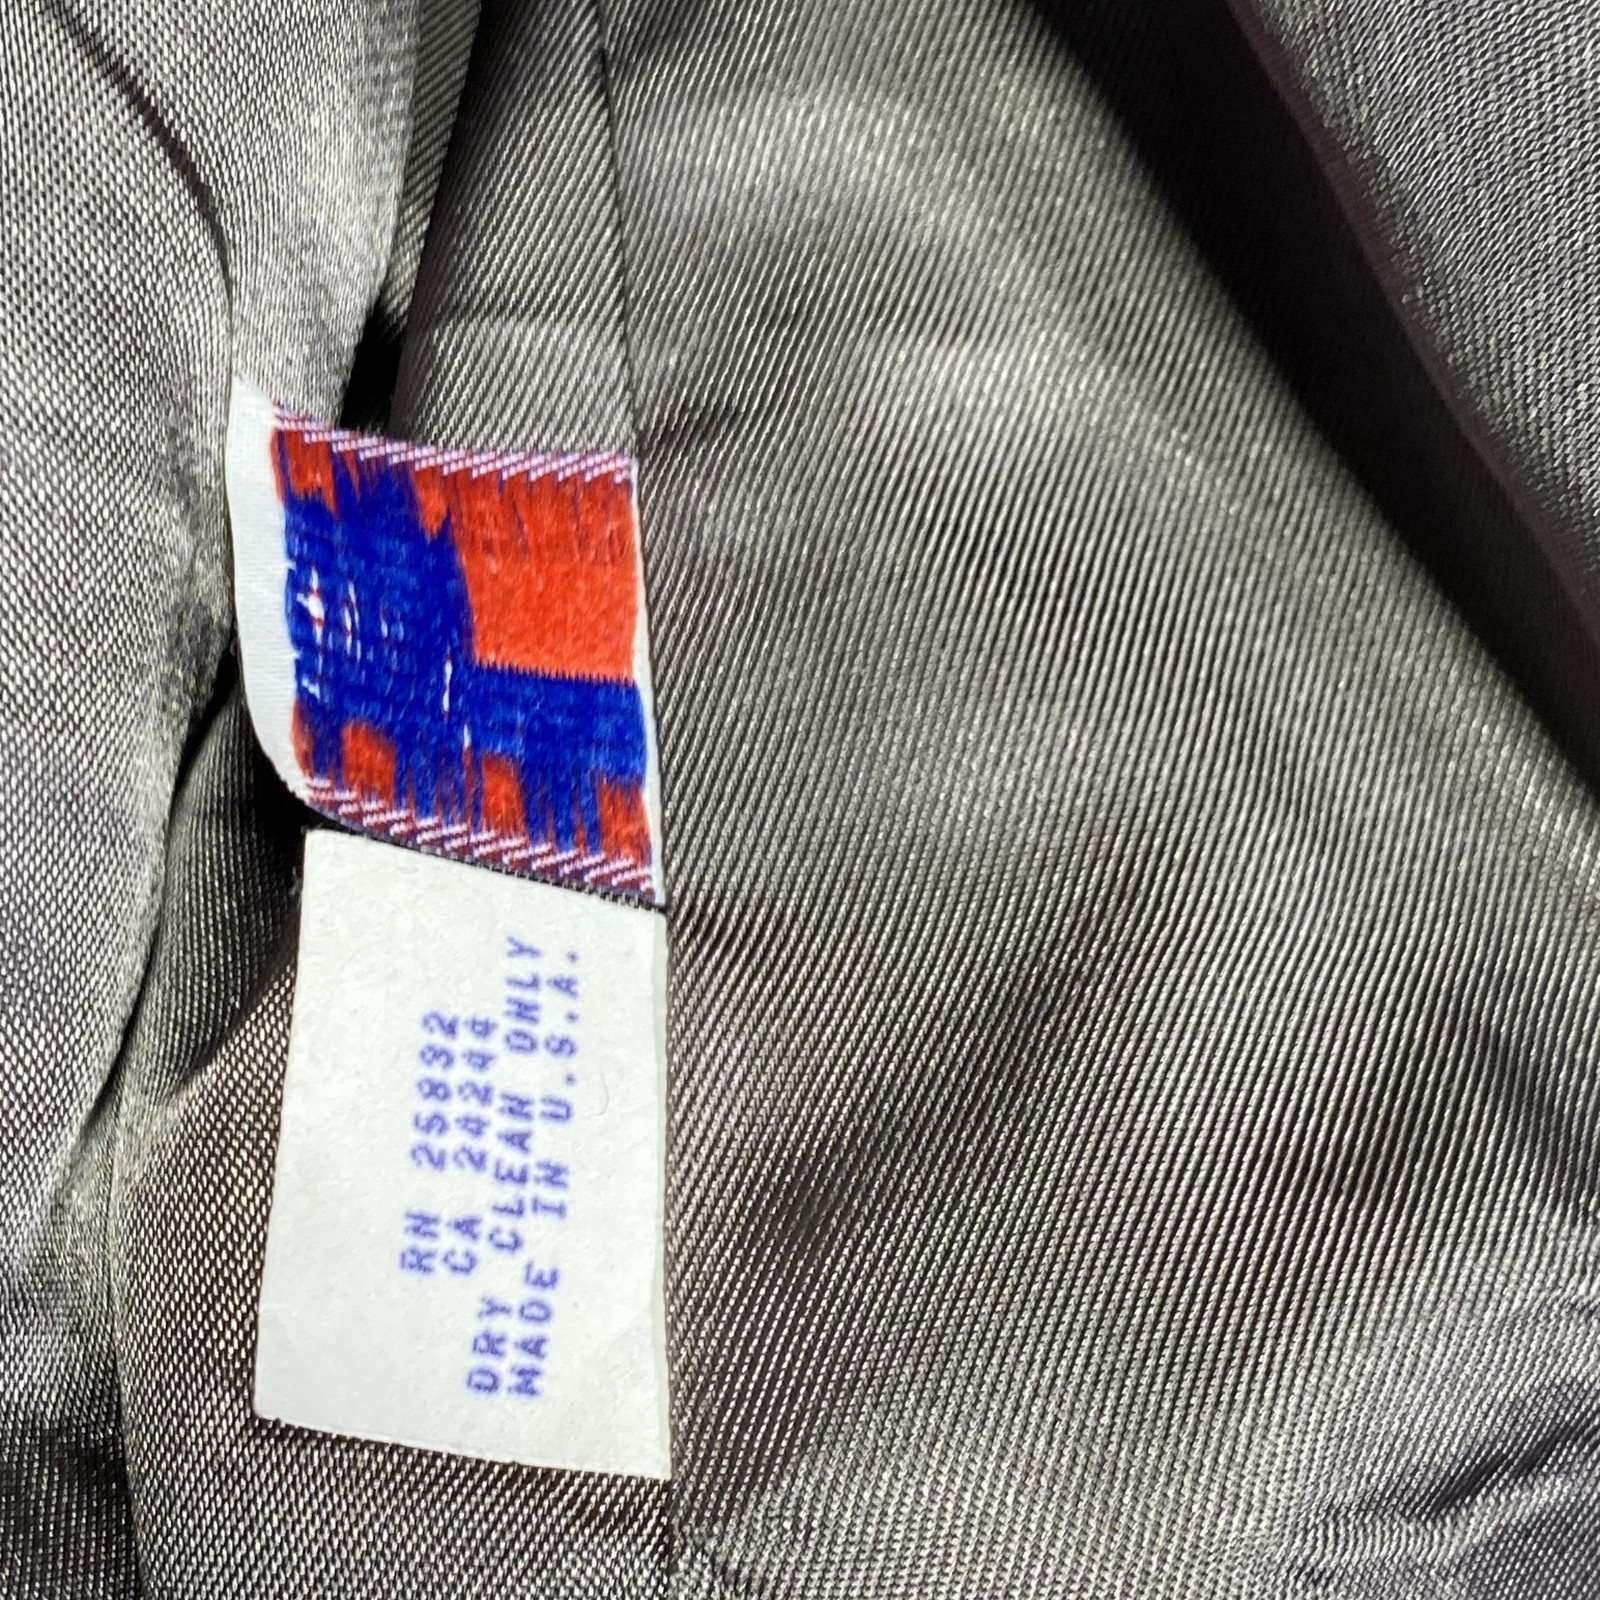 RN 25892
CA 24244
DRY CLEAN ONLY
MADE IN U.S.A.